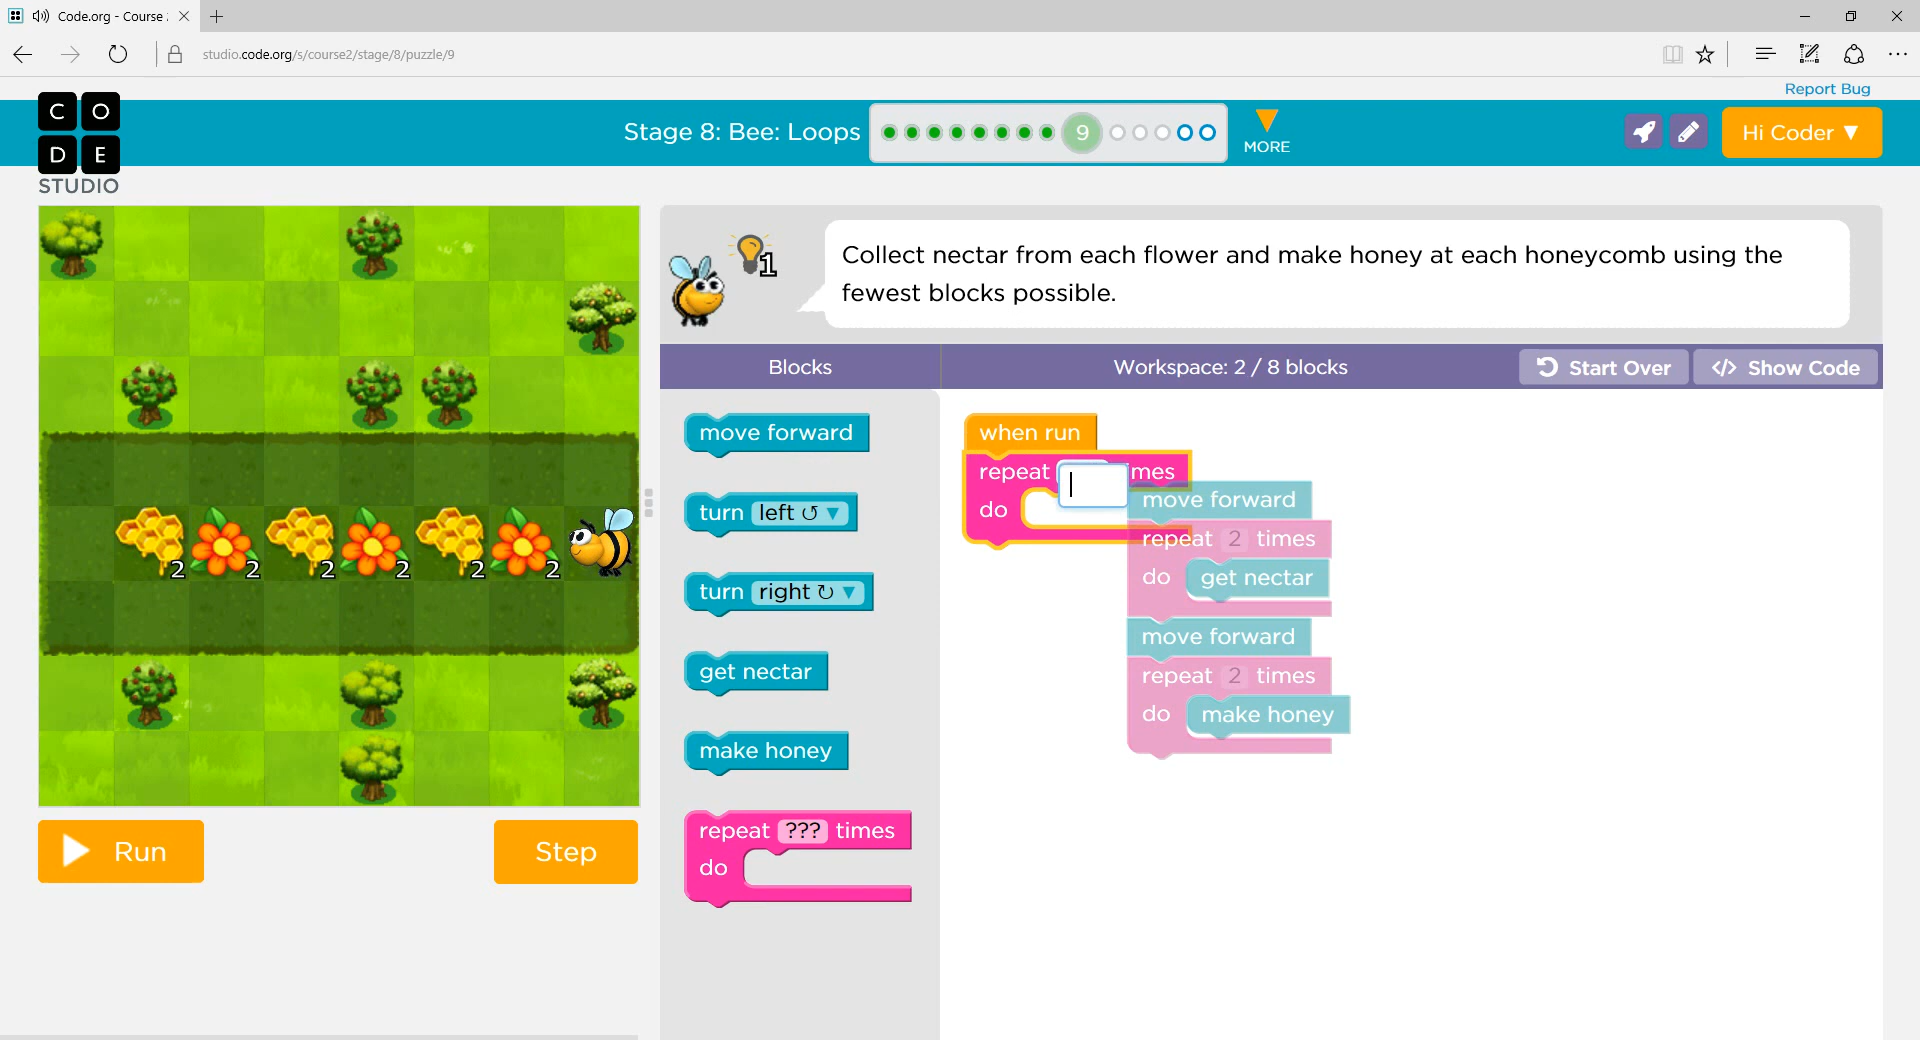 Code.org - Course
studio.code.org/s/course2/stage/8/puzzle/9
Report Bug
C O
D E
STUDIO
Stage 8: Bee: Loops
9
MORE
Hi Coder ▼
1
Collect nectar from each flower and make honey at each honeycomb using the
fewest blocks possible.
Blocks
Workspace: 2 / 8 blocks
Start Over
</> Show Code
move forward
turn left ↺ ▼
turn right ↻ ▼
get nectar
make honey
repeat ??? times
do
when run
repeat mes
do
move forward
repeat 2 times
do get nectar
move forward
repeat 2 times
do make honey
2 2 2 2 2 2
Run
Step